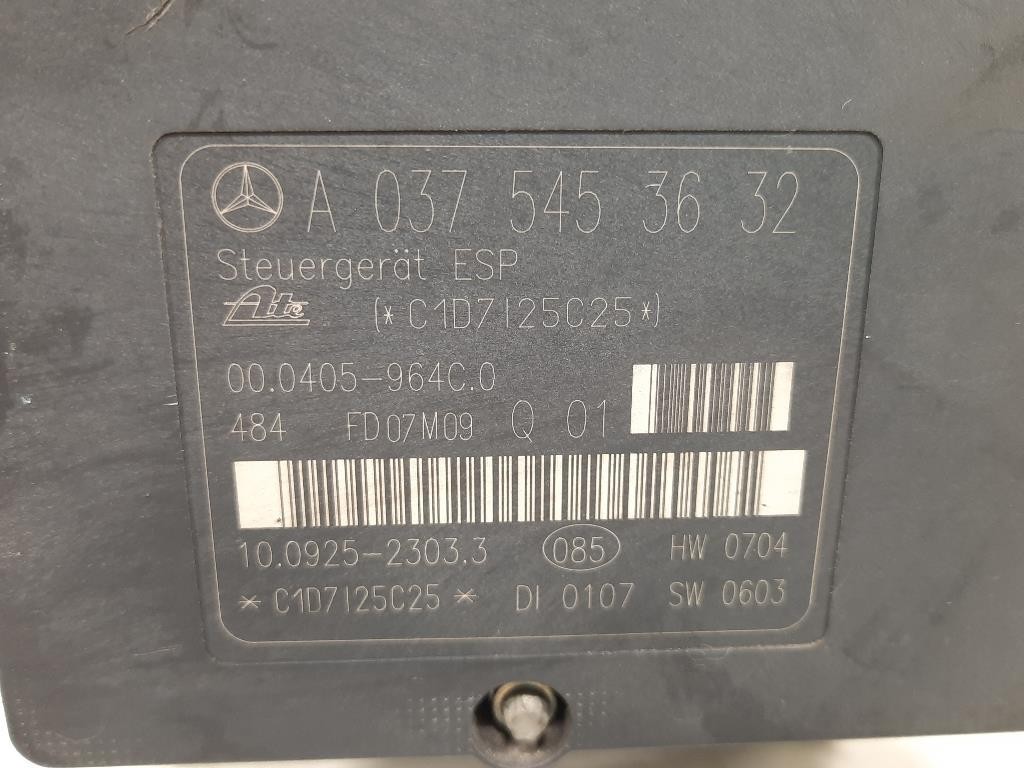 A 037 545 36 32
Steuergerät ESP
Ate (*C1D7I25C25*)
00.0405-964C.0
484 FD07M09 Q 01
10.0925-2303.3 085 HW 0704
*C1D7I25C25* DI 0107 SW 0603